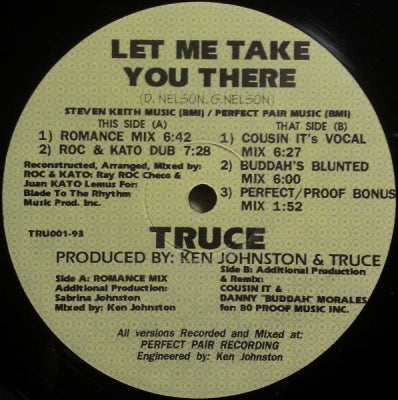 LET ME TAKE
YOU THERE
(D. NELSON, G. NELSON)
STEVEN KEITH MUSIC (BMI) / PERFECT PAIR MUSIC (BMI)
THIS SIDE (A)
1) ROMANCE MIX 6:42
2) ROC & KATO DUB 7:28
Reconstructed, Arranged, Mixed by:
ROC & KATO: Ray ROC Checo &
Juan KATO Lemus For:
Blade To The Rhythm
Music Prod. Inc.
THAT SIDE (B)
1) COUSIN IT's VOCAL
MIX 6:27
2) BUDDAH'S BLUNTED
MIX 6:00
3) PERFECT/PROOF BONUS
MIX 1:52
TRU001-93
TRUCE
PRODUCED BY: KEN JOHNSTON & TRUCE
Side A: ROMANCE MIX
Additional Production:
Sabrina Johnston
Mixed by: Ken Johnston
Side B: Additional Production
& Remix:
COUSIN IT &
DANNY "BUDDAH" MORALES
for: 80 PROOF MUSIC INC.
All versions Recorded and Mixed at:
PERFECT PAIR RECORDING
Engineered by: Ken Johnston